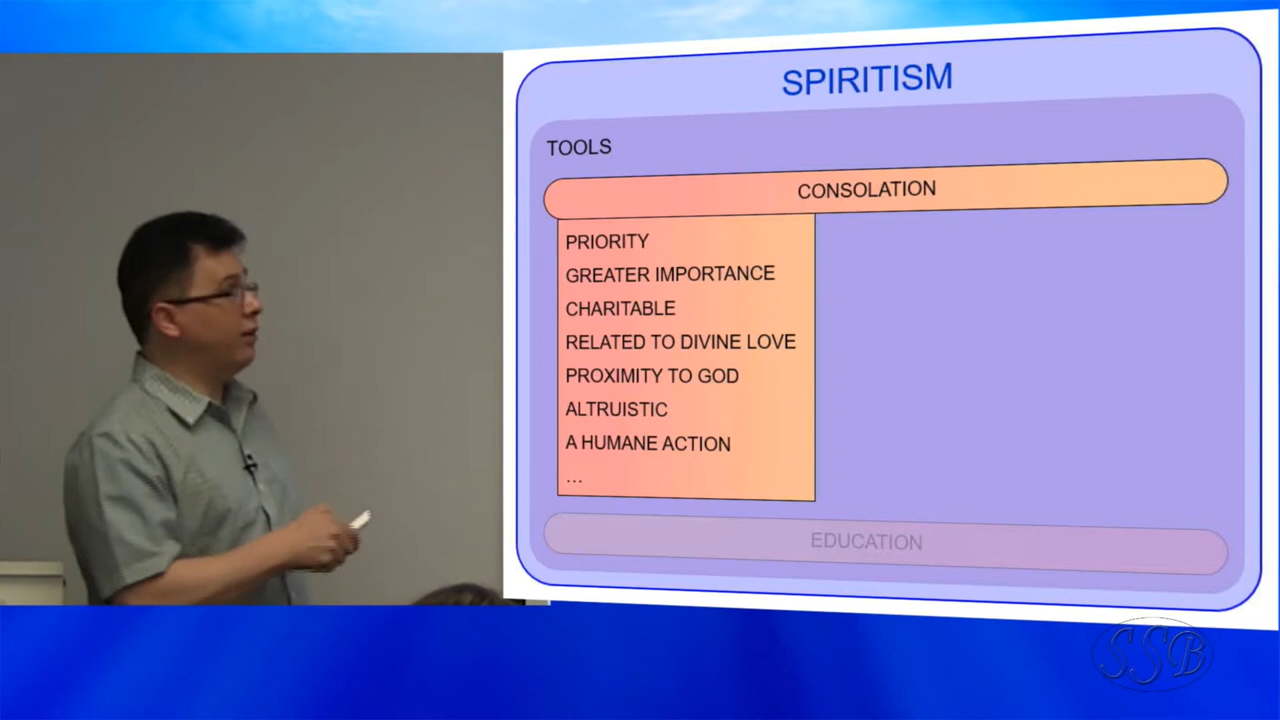 SPIRITISM
TOOLS
CONSOLATION
PRIORITY
GREATER IMPORTANCE
CHARITABLE
RELATED TO DIVINE LOVE
PROXIMITY TO GOD
ALTRUISTIC
A HUMANE ACTION
...
EDUCATION
SSB